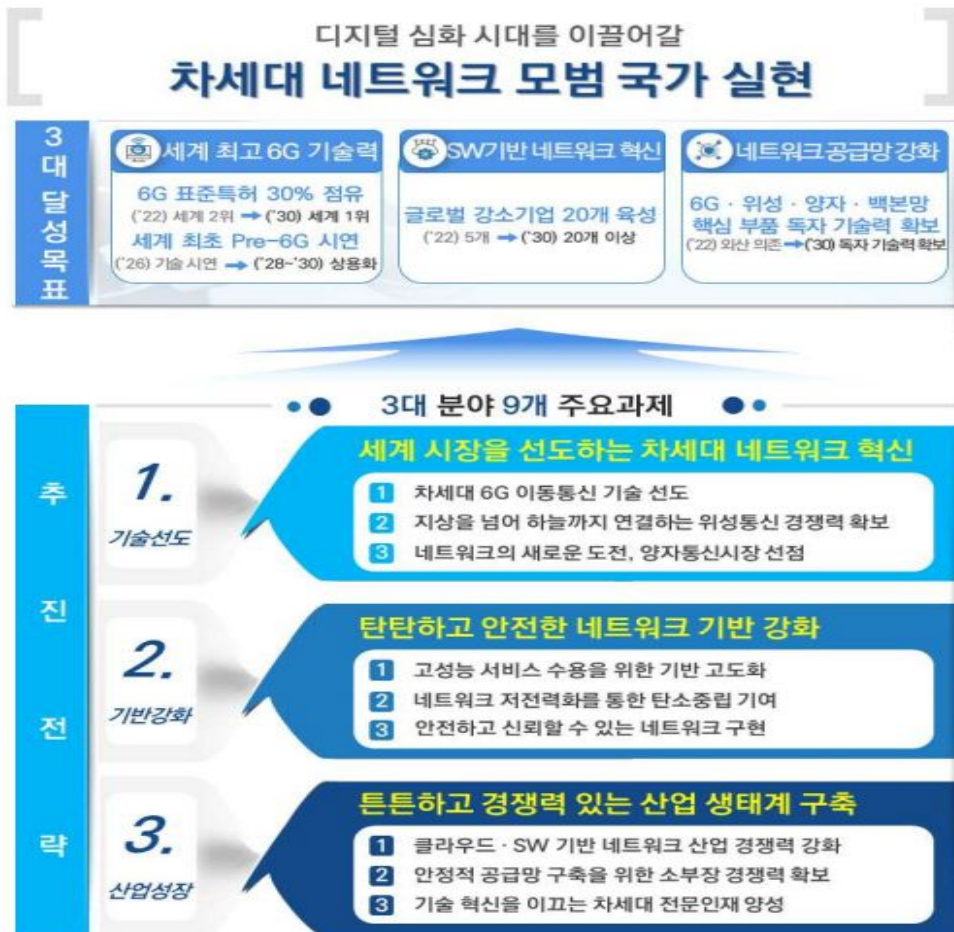 디지털 심화 시대를 이끌어갈
차세대 네트워크 모범 국가 실현
3대 달성목표
세계 최고 6G 기술력
6G 표준특허 30% 점유
('22) 세계 2위 ➡ ('30) 세계 1위
세계 최초 Pre-6G 시연
('26) 기술 시연 ➡ ('28~'30) 상용화
SW기반 네트워크 혁신
글로벌 강소기업 20개 육성
('22) 5개 ➡ ('30) 20개 이상
네트워크 공급망 강화
6G · 위성 · 양자 · 백본망
핵심 부품 독자 기술력 확보
('22) 외산 의존 ➡ ('30) 독자 기술력 확보
3대 분야 9개 주요과제
추진전략
1.
기술선도
세계 시장을 선도하는 차세대 네트워크 혁신
1 차세대 6G 이동통신 기술 선도
2 지상을 넘어 하늘까지 연결하는 위성통신 경쟁력 확보
3 네트워크의 새로운 도전, 양자통신시장 선점
2.
기반강화
탄탄하고 안전한 네트워크 기반 강화
1 고성능 서비스 수용을 위한 기반 고도화
2 네트워크 저전력화를 통한 탄소중립 기여
3 안전하고 신뢰할 수 있는 네트워크 구현
3.
산업성장
튼튼하고 경쟁력 있는 산업 생태계 구축
1 클라우드 · SW 기반 네트워크 산업 경쟁력 강화
2 안정적 공급망 구축을 위한 소부장 경쟁력 확보
3 기술 혁신을 이끄는 차세대 전문인재 양성